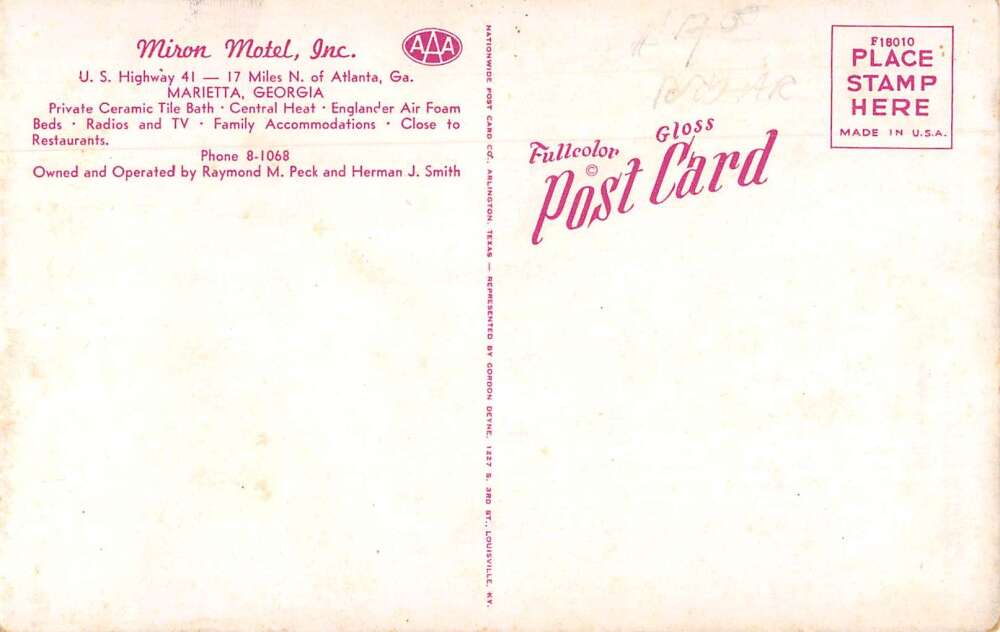 Miron Motel, Inc.
AAA
U. S. Highway 41 — 17 Miles N. of Atlanta, Ga.
MARIETTA, GEORGIA
Private Ceramic Tile Bath · Central Heat · Englander Air Foam
Beds · Radios and TV · Family Accommodations · Close to
Restaurants.
Phone 8-1068
Owned and Operated by Raymond M. Peck and Herman J. Smith
NATIONWIDE POST CARD CO. ARLINGTON, TEXAS — REPRESENTED BY GORDON DEYNE, 1227 S. 3RD ST., LOUISVILLE, KY.
Fullcolor Gloss
©
Post Card
F18010
PLACE
STAMP
HERE
MADE IN U.S.A.